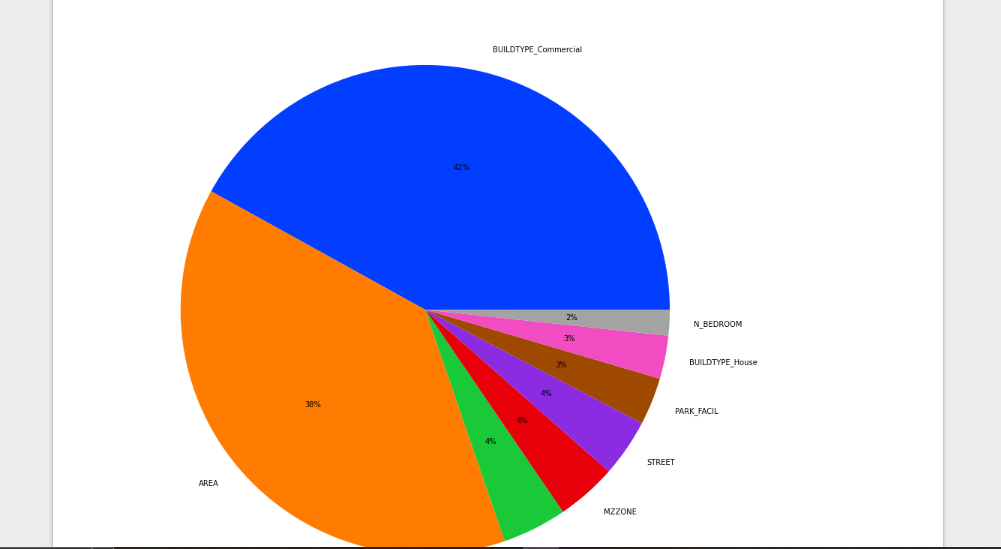 BUILDTYPE_Commercial
42%
2%
N_BEDROOM
3%
BUILDTYPE_House
3%
PARK_FACIL
4%
38%
4%
4%
STREET
AREA
MZZONE